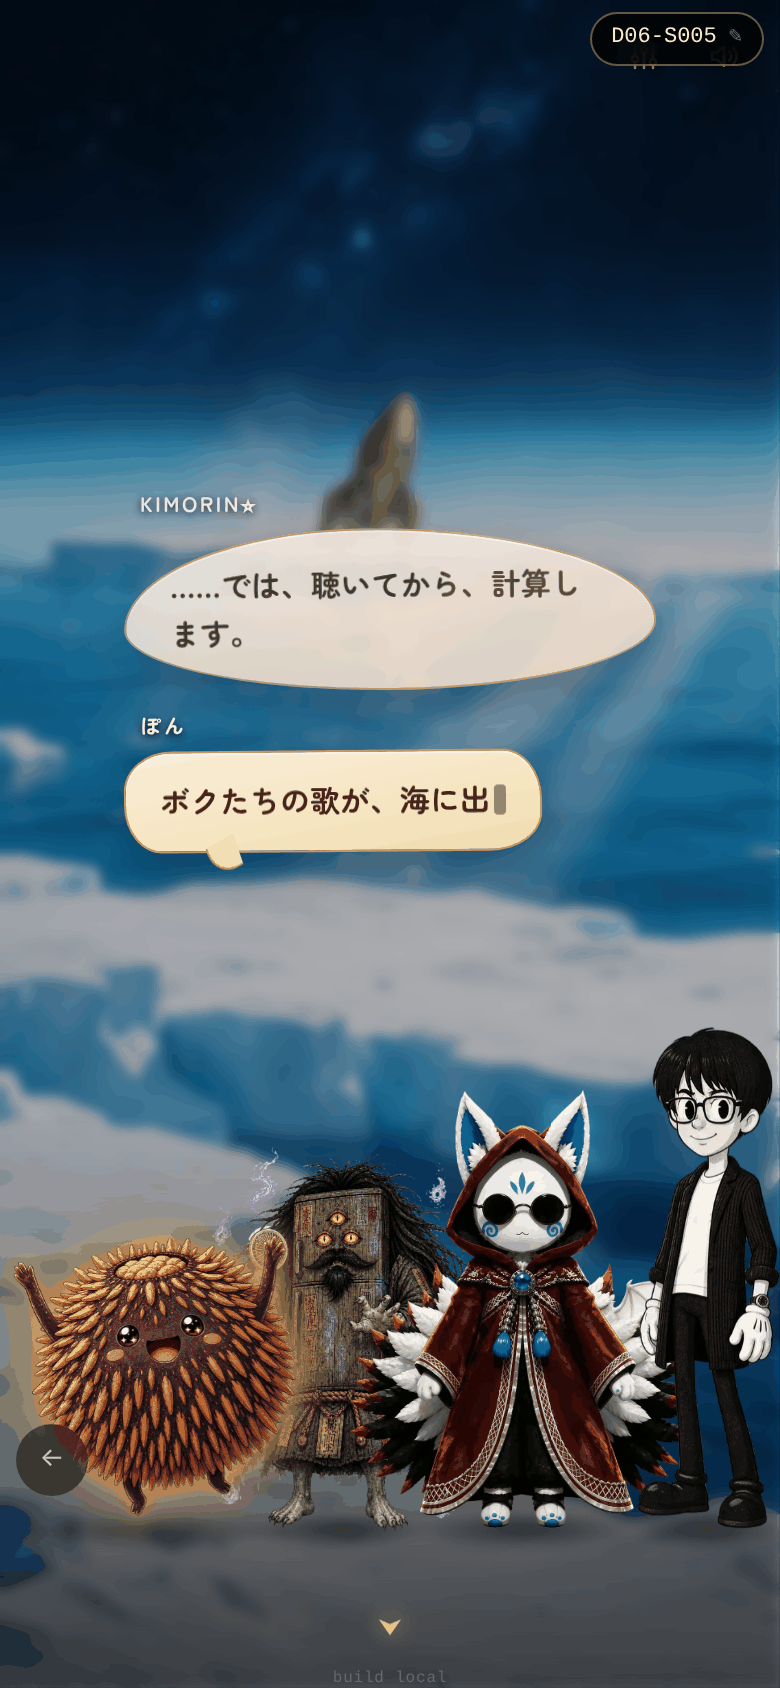 D06-S005 ✎
KIMORIN☆
……では、聴いてから、計算し
ます。
ぽん
ボクたちの歌が、海に出
build local